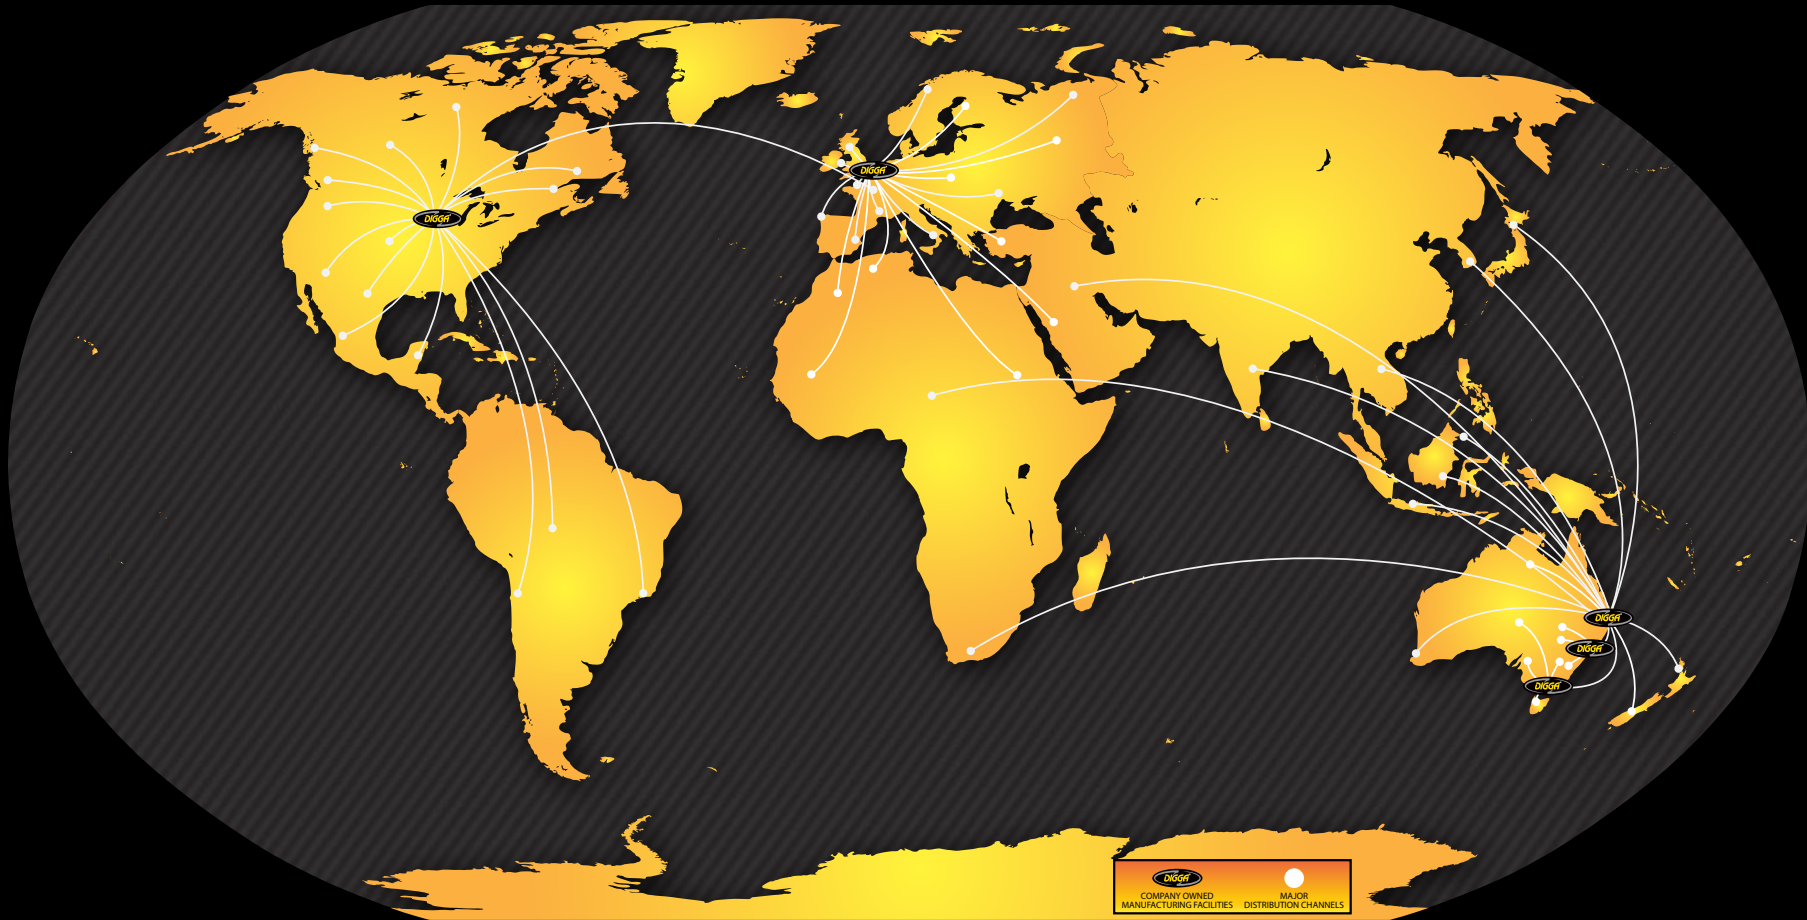 DIGGA
DIGGA
DIGGA
DIGGA
DIGGA
DIGGA
COMPANY OWNED
MANUFACTURING FACILITIES
MAJOR
DISTRIBUTION CHANNELS